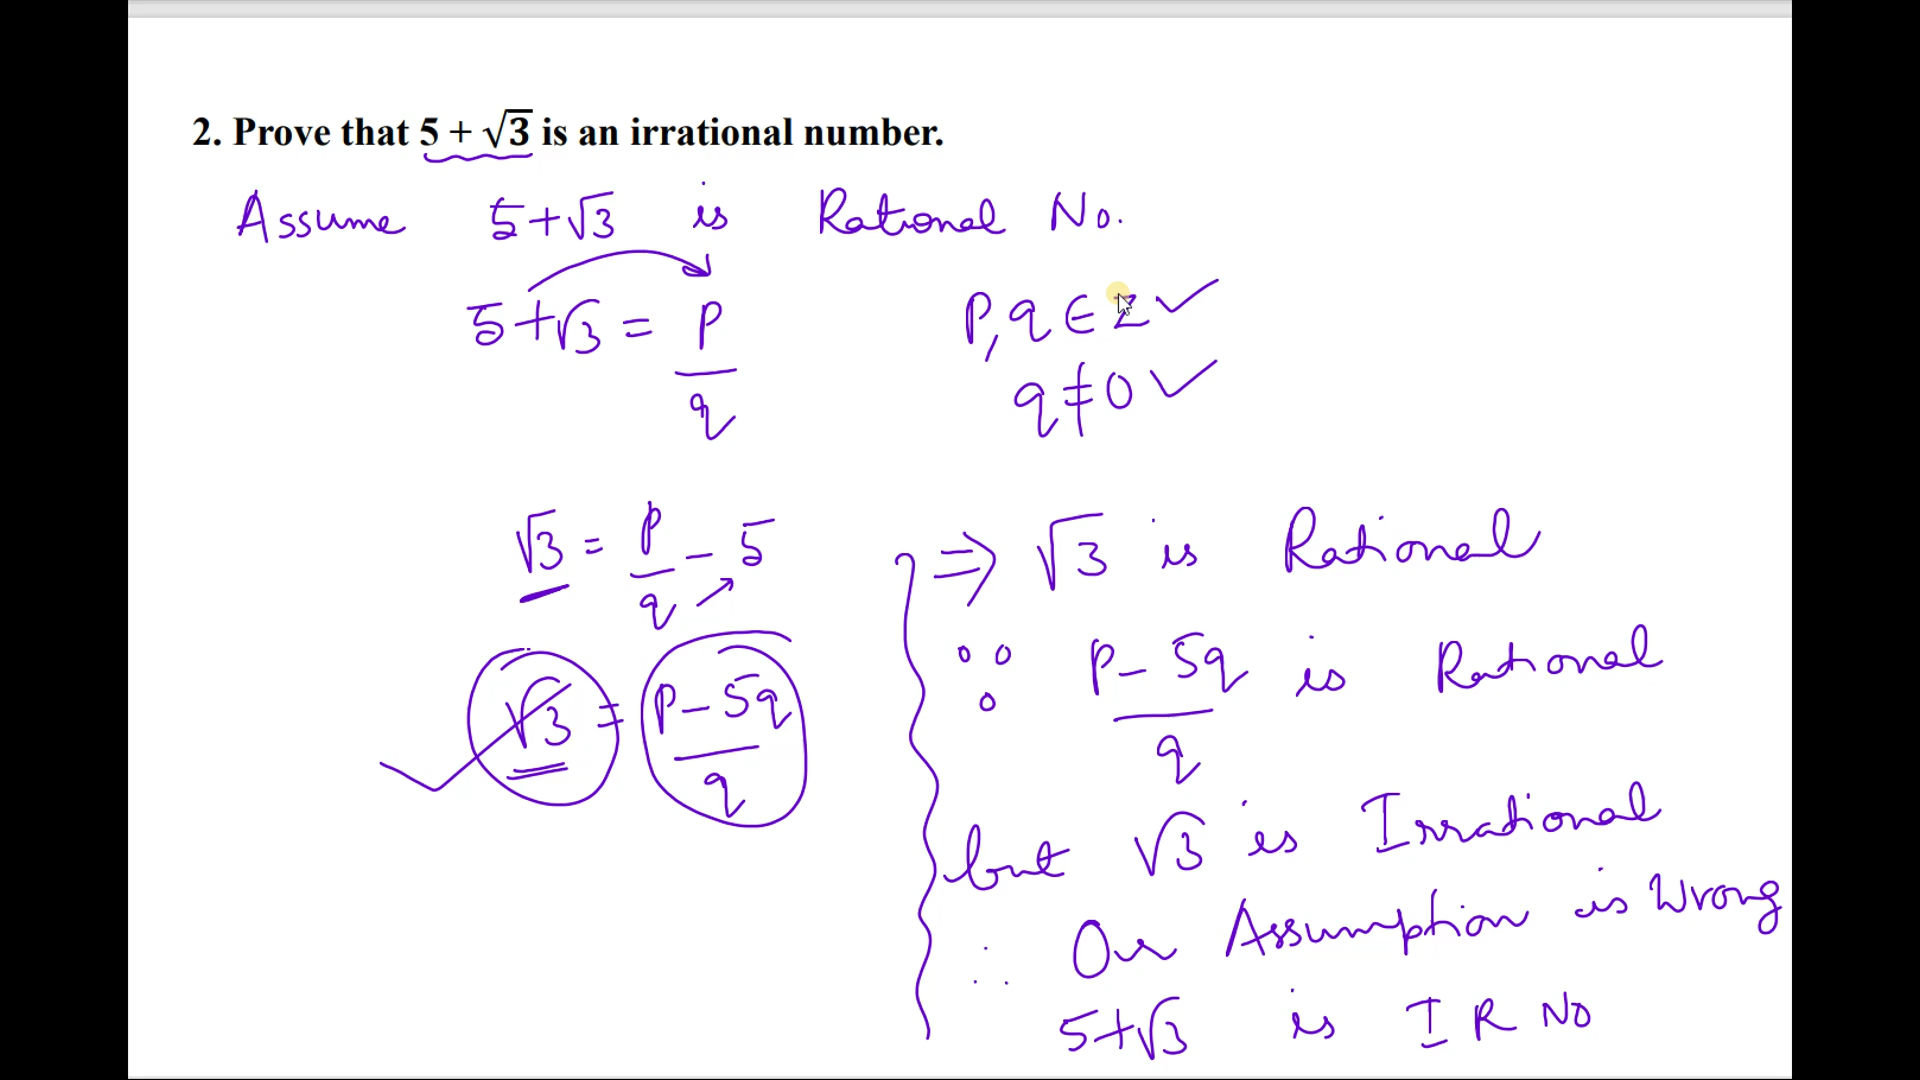 2. Prove that 5 + √3 is an irrational number.
Assume 5+√3 is Rational No.
5+√3 = p/q
p, q ∈ Z ✓
q ≠ 0 ✓
√3 = p/q - 5
√3 = (p - 5q)/q
⇒ √3 is Rational
∵ (p - 5q)/q is Rational
but √3 is Irrational
∴ Our Assumption is Wrong
5+√3 is I R NO